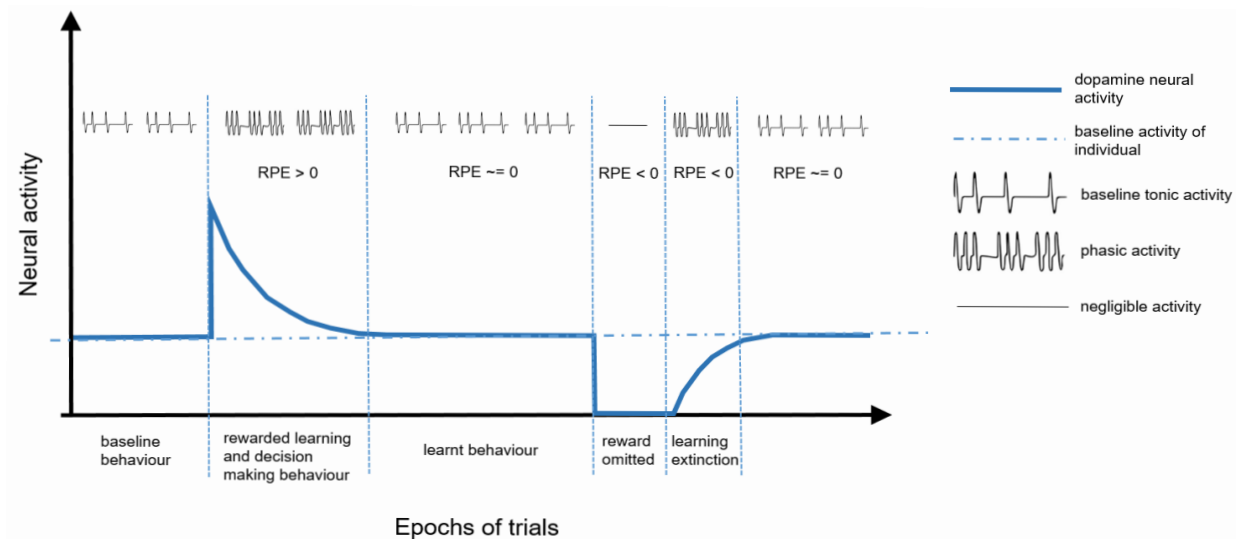 Neural activity
RPE > 0
RPE ~= 0
RPE < 0
RPE < 0
RPE ~= 0
baseline
behaviour
rewarded learning
and decision
making behaviour
learnt behaviour
reward
omitted
learning
extinction
Epochs of trials
dopamine neural
activity
baseline activity of
individual
baseline tonic activity
phasic activity
negligible activity